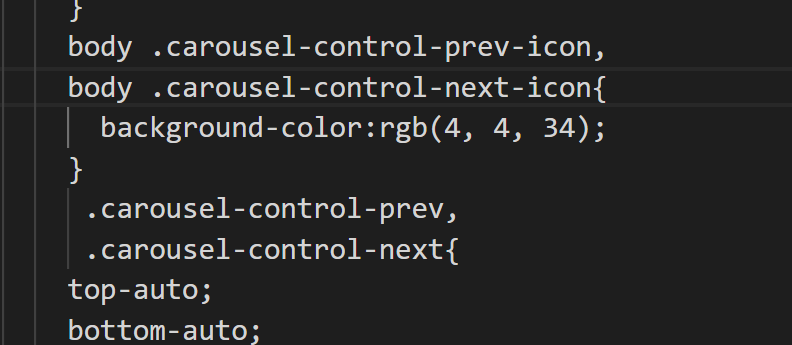 }
body .carousel-control-prev-icon,
body .carousel-control-next-icon{
background-color:rgb(4, 4, 34);
}
.carousel-control-prev,
.carousel-control-next{
top-auto;
bottom-auto;